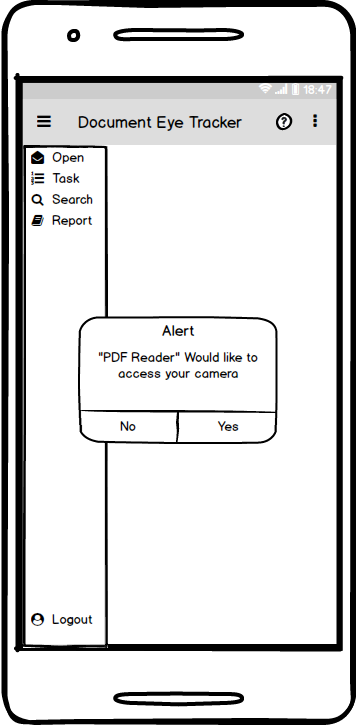 18:47
Document Eye Tracker
Open
Task
Search
Report
Alert
"PDF Reader" Would like to
access your camera
No Yes
Logout